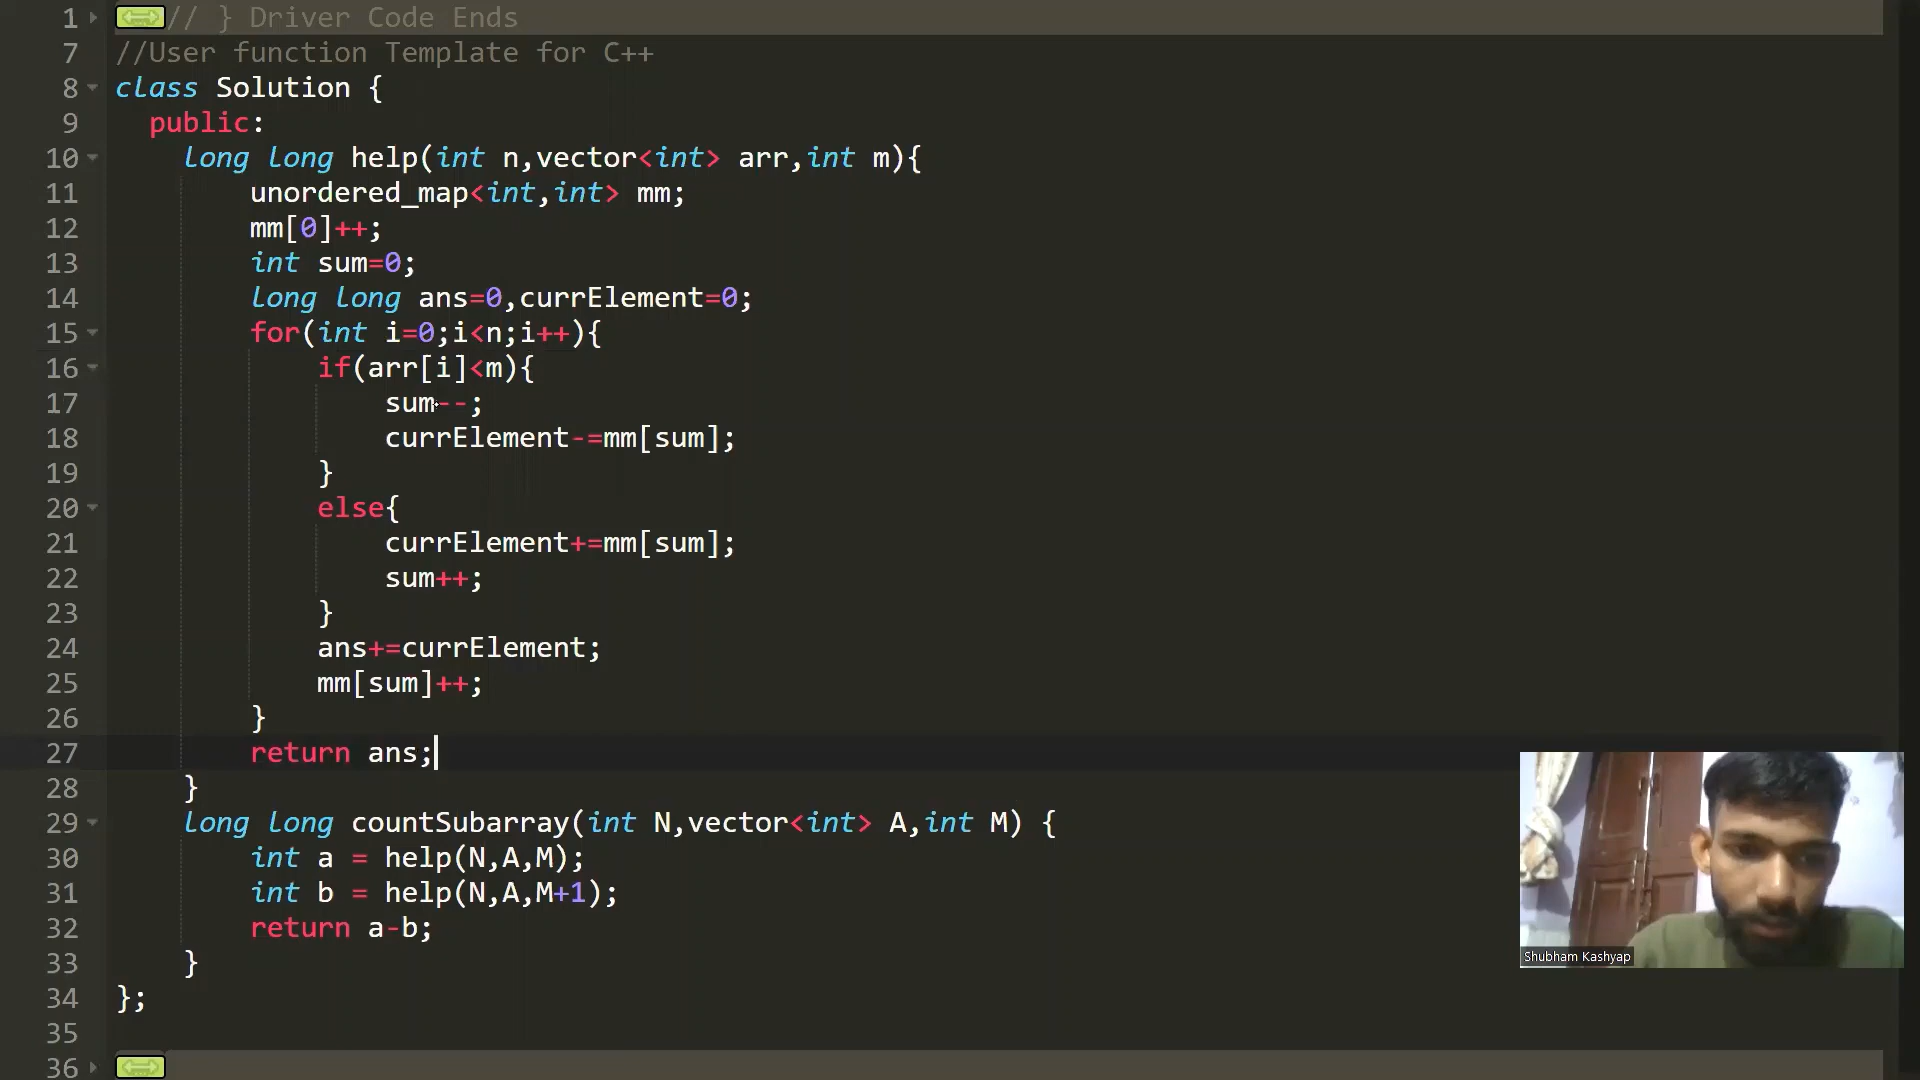 1 // } Driver Code Ends
7 //User function Template for C++
8 class Solution {
9 public:
10 long long help(int n,vector<int> arr,int m){
11 unordered_map<int,int> mm;
12 mm[0]++;
13 int sum=0;
14 long long ans=0,currElement=0;
15 for(int i=0;i<n;i++){
16 if(arr[i]<m){
17 sum--;
18 currElement-=mm[sum];
19 }
20 else{
21 currElement+=mm[sum];
22 sum++;
23 }
24 ans+=currElement;
25 mm[sum]++;
26 }
27 return ans;
28 }
29 long long countSubarray(int N,vector<int> A,int M) {
30 int a = help(N,A,M);
31 int b = help(N,A,M+1);
32 return a-b;
33 }
34 };
35
36
Shubham Kashyap